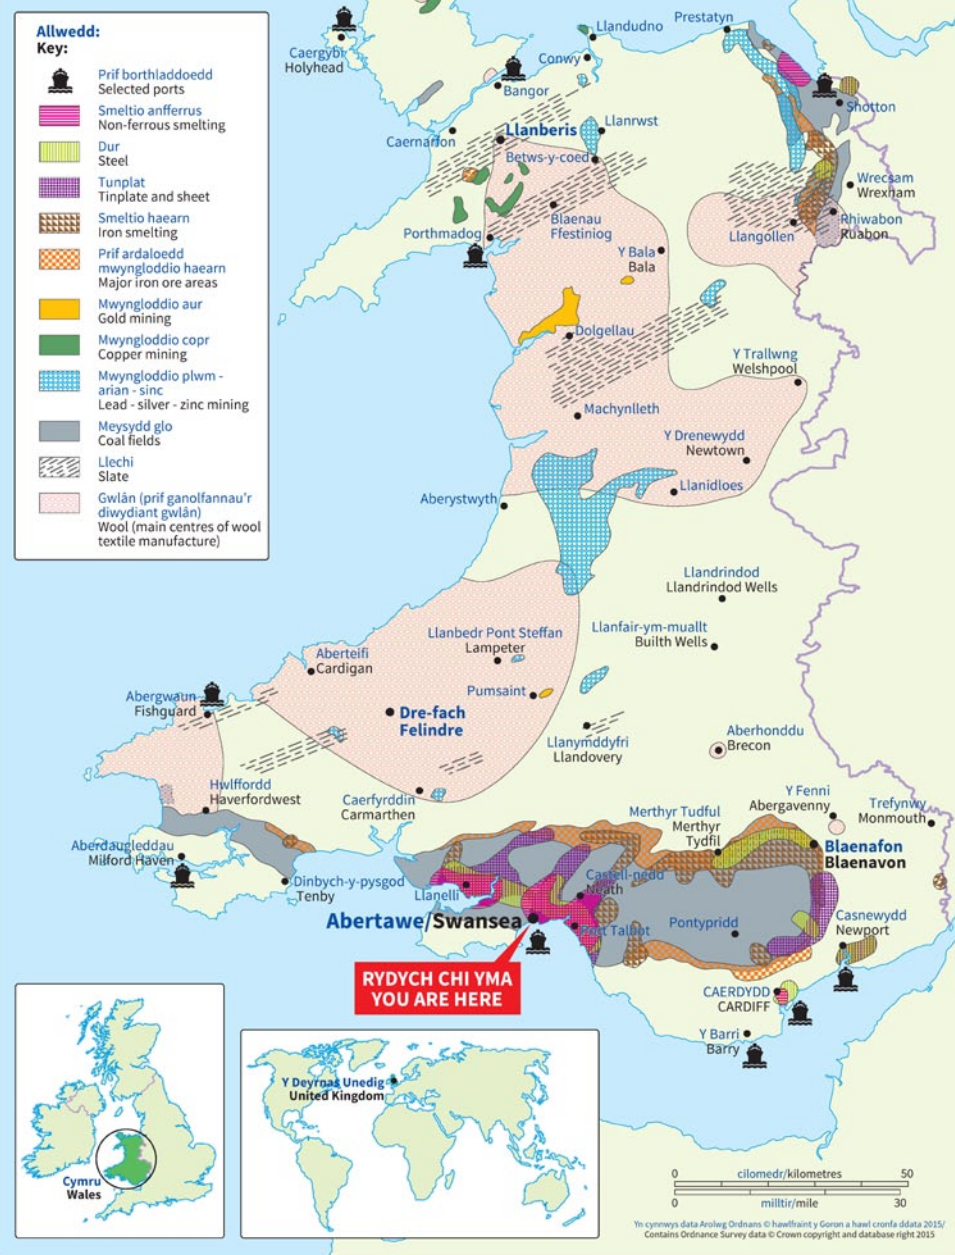 Allwedd:
Key:
Prif borthladdoedd
Selected ports
Smeltio anfferrus
Non-ferrous smelting
Dur
Steel
Tunplat
Tinplate and sheet
Smeltio haearn
Iron smelting
Prif ardaloedd
mwyngloddio haearn
Major iron ore areas
Mwyngloddio aur
Gold mining
Mwyngloddio copr
Copper mining
Mwyngloddio plwm -
arian - sinc
Lead - silver - zinc mining
Meysydd glo
Coal fields
Llechi
Slate
Gwlân (prif ganolfannau'r
diwydiant gwlân)
Wool (main centres of wool
textile manufacture)
Caergybi
Holyhead
Llandudno
Prestatyn
Conwy
Bangor
Shotton
Caernarfon
Llanberis
Llanrwst
Betws-y-coed
Wrecsam
Wrexham
Blaenau
Ffestiniog
Porthmadog
Llangollen
Rhiwabon
Ruabon
Y Bala
Bala
Dolgellau
Y Trallwng
Welshpool
Machynlleth
Y Drenewydd
Newtown
Llanidloes
Aberystwyth
Llandrindod
Llandrindod Wells
Llanbedr Pont Steffan
Lampeter
Llanfair-ym-muallt
Builth Wells
Aberteifi
Cardigan
Pumsaint
Abergwaun
Fishguard
Dre-fach
Felindre
Llanymddyfri
Llandovery
Aberhonddu
Brecon
Hwlffordd
Haverfordwest
Caerfyrddin
Carmarthen
Merthyr Tudful
Merthyr
Tydfil
Y Fenni
Abergavenny
Trefynwy
Monmouth
Aberdaugleddau
Milford Haven
Blaenafon
Blaenavon
Dinbych-y-pysgod
Tenby
Llanelli
Castell-nedd
Neath
Abertawe/Swansea
Port Talbot
Pontypridd
Casnewydd
Newport
RYDYCH CHI YMA
YOU ARE HERE
CAERDYDD
CARDIFF
Y Barri
Barry
Cymru
Wales
Y Deyrnas Unedig
United Kingdom
0 cilomedr/kilometres 50
0 milltir/mile 30
Yn cynnwys data Arolwg Ordnans © hawlfraint y Goron a hawl cronfa ddata 2015/
Contains Ordnance Survey data © Crown copyright and database right 2015